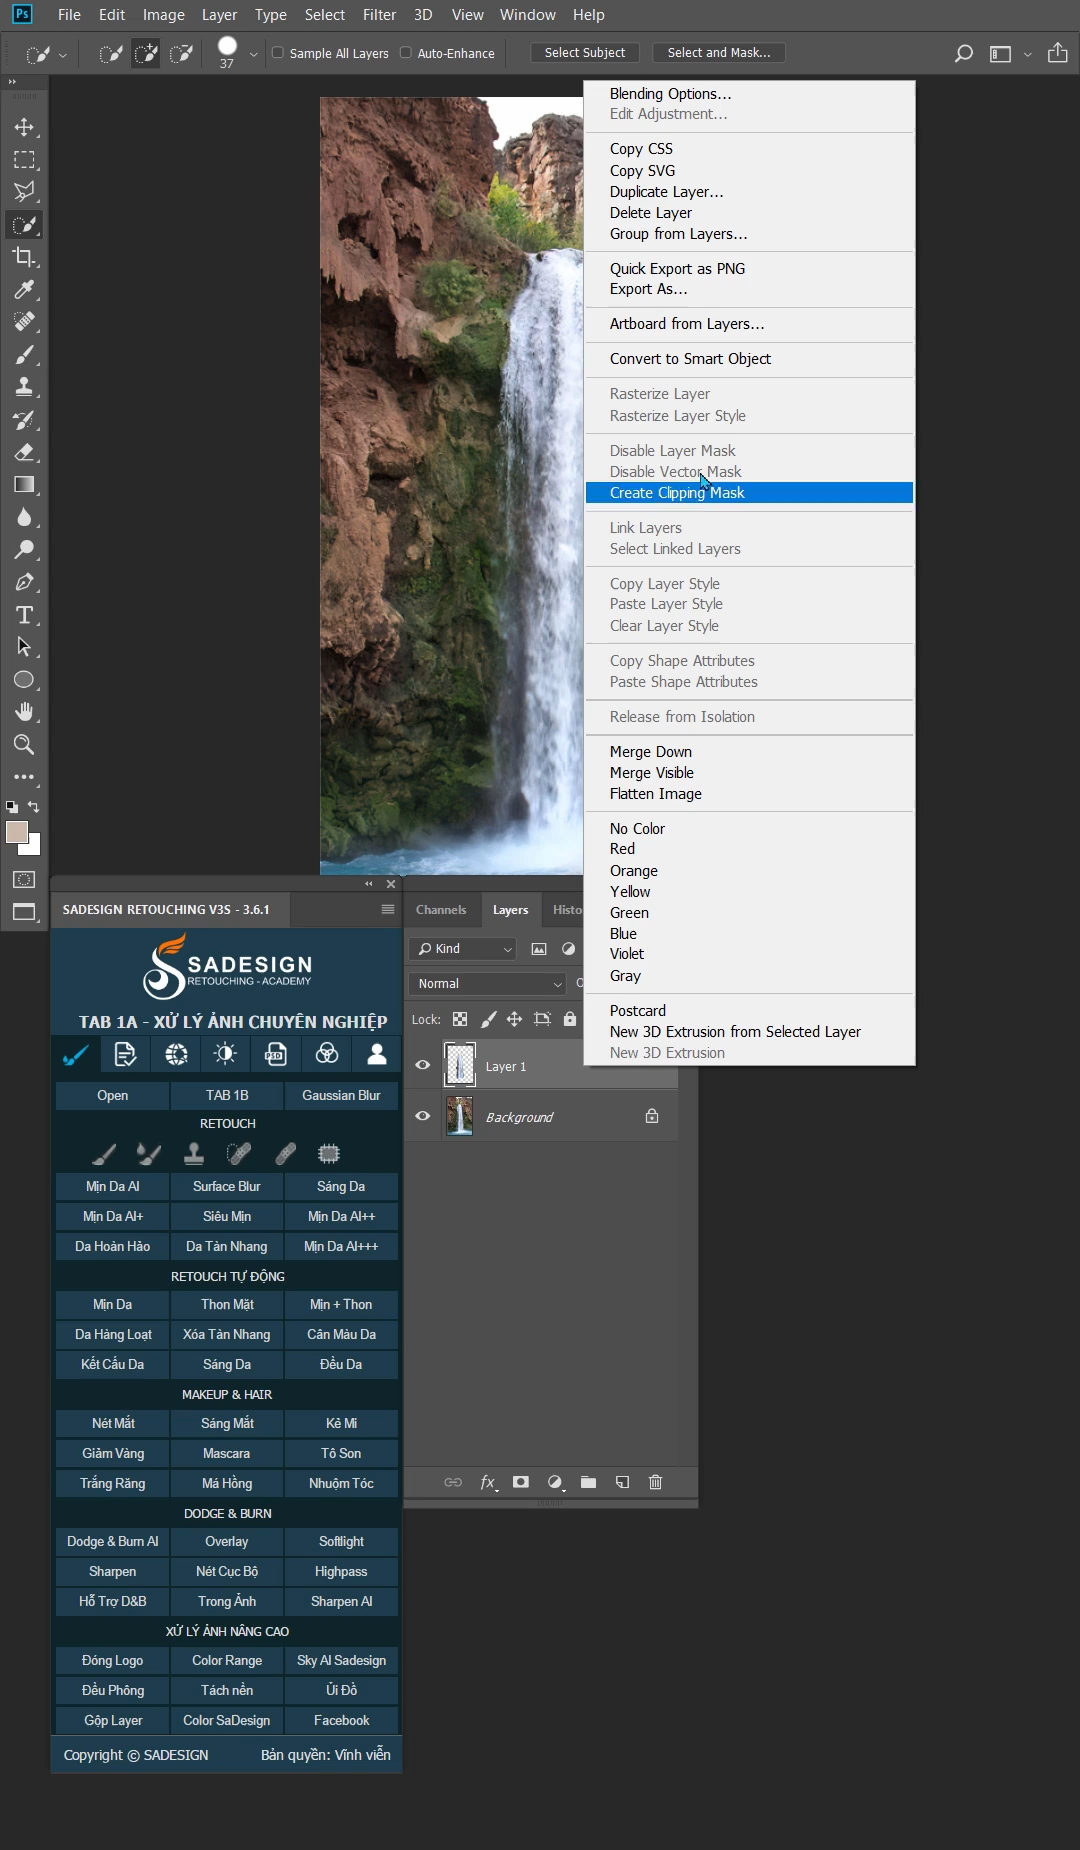 Ps File Edit Image Layer Type Select Filter 3D View Window Help
37 Sample All Layers Auto-Enhance Select Subject Select and Mask...
Blending Options...
Edit Adjustment...
Copy CSS
Copy SVG
Duplicate Layer...
Delete Layer
Group from Layers...
Quick Export as PNG
Export As...
Artboard from Layers...
Convert to Smart Object
Rasterize Layer
Rasterize Layer Style
Disable Layer Mask
Disable Vector Mask
Create Clipping Mask
Link Layers
Select Linked Layers
Copy Layer Style
Paste Layer Style
Clear Layer Style
Copy Shape Attributes
Paste Shape Attributes
Release from Isolation
Merge Down
Merge Visible
Flatten Image
No Color
Red
Orange
Yellow
Green
Blue
Violet
Gray
Postcard
New 3D Extrusion from Selected Layer
New 3D Extrusion
SADESIGN RETOUCHING V3S - 3.6.1
SADESIGN
RETOUCHING - ACADEMY
TAB 1A - XỬ LÝ ẢNH CHUYÊN NGHIỆP
PSD
Open TAB 1B Gaussian Blur
RETOUCH
Mịn Da AI Surface Blur Sáng Da
Mịn Da AI+ Siêu Mịn Mịn Da AI++
Da Hoàn Hảo Da Tàn Nhang Mịn Da AI+++
RETOUCH TỰ ĐỘNG
Mịn Da Thon Mặt Mịn + Thon
Da Hàng Loạt Xóa Tàn Nhang Cân Màu Da
Kết Cấu Da Sáng Da Đều Da
MAKEUP & HAIR
Nét Mắt Sáng Mắt Kẻ Mi
Giảm Vàng Mascara Tô Son
Trắng Răng Má Hồng Nhuộm Tóc
DODGE & BURN
Dodge & Burn AI Overlay Softlight
Sharpen Nét Cục Bộ Highpass
Hỗ Trợ D&B Trong Ảnh Sharpen AI
XỬ LÝ ẢNH NÂNG CAO
Đóng Logo Color Range Sky AI Sadesign
Đều Phông Tách nền Ủi Đồ
Gộp Layer Color SaDesign Facebook
Copyright © SADESIGN Bản quyền: Vĩnh viễn
Channels Layers Histo
Kind
Normal O
Lock:
Layer 1
Background
fx